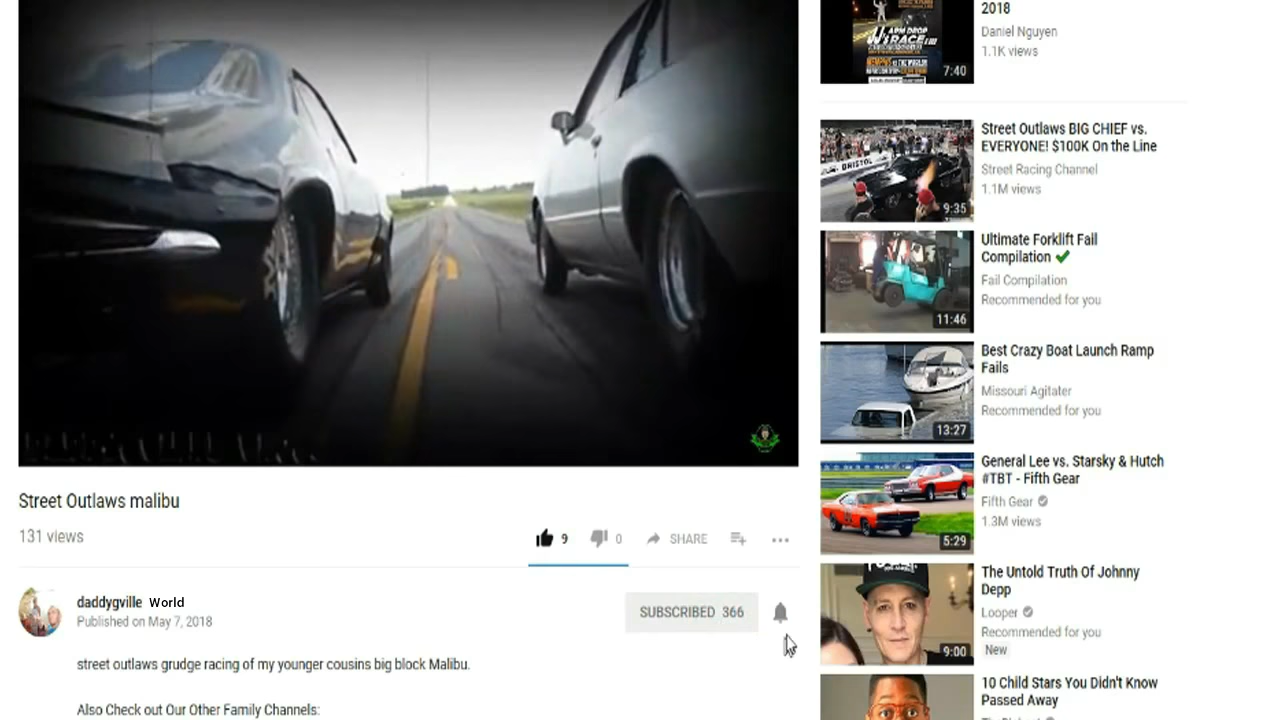 2018
Daniel Nguyen
1.1K views
RACE
7:40
Street Outlaws BIG CHIEF vs.
EVERYONE! $100K On the Line
Street Racing Channel
1.1M views
BRISTOL
9:35
Ultimate Forklift Fail
Compilation
Fail Compilation
Recommended for you
11:46
Best Crazy Boat Launch Ramp
Fails
Missouri Agitater
Recommended for you
13:27
General Lee vs. Starsky & Hutch
#TBT - Fifth Gear
Fifth Gear
1.3M views
5:29
The Untold Truth Of Johnny
Depp
Looper
Recommended for you
New
9:00
10 Child Stars You Didn't Know
Passed Away
Street Outlaws malibu
131 views
9
0
SHARE
daddygville World
Published on May 7, 2018
SUBSCRIBED 366
street outlaws grudge racing of my younger cousins big block Malibu.
Also Check out Our Other Family Channels: